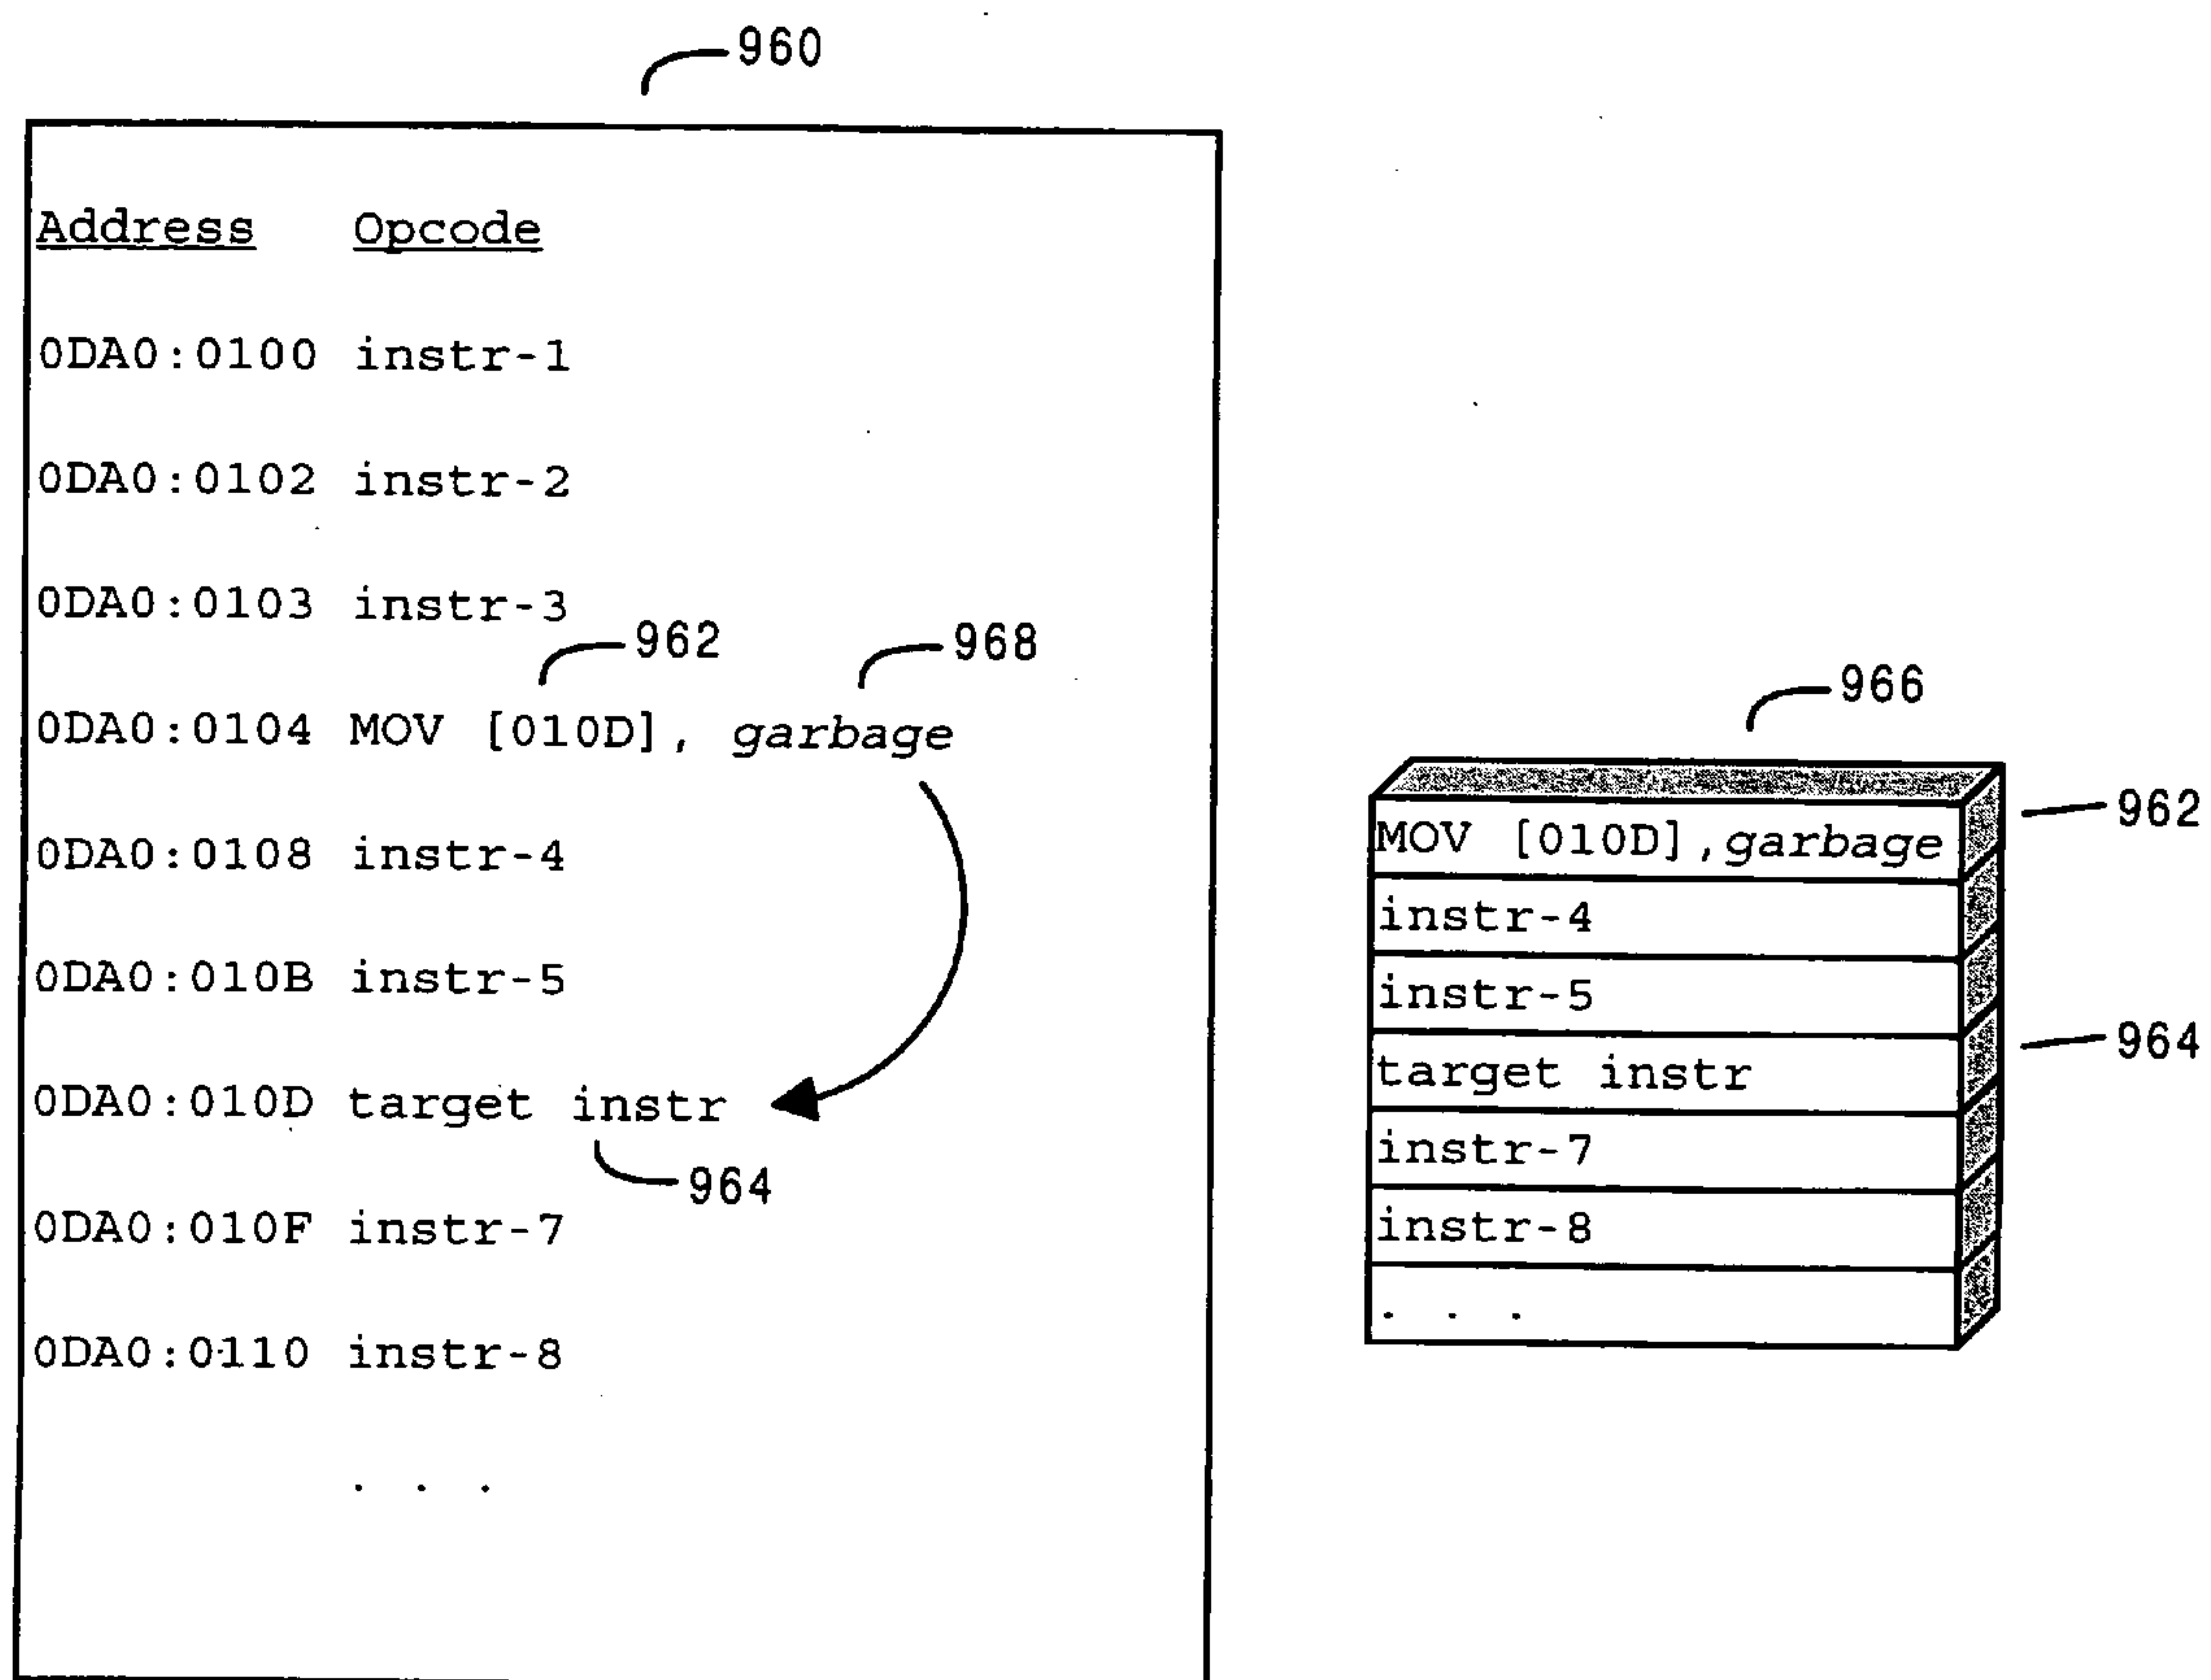 960
Address Opcode
0DA0:0100 instr-1
0DA0:0102 instr-2
0DA0:0103 instr-3
962 968
0DA0:0104 MOV [010D], garbage
0DA0:0108 instr-4
0DA0:010B instr-5
0DA0:010D target instr
964
0DA0:010F instr-7
0DA0:0110 instr-8
. . .
966
MOV [010D],garbage 962
instr-4
instr-5
target instr 964
instr-7
instr-8
. . .